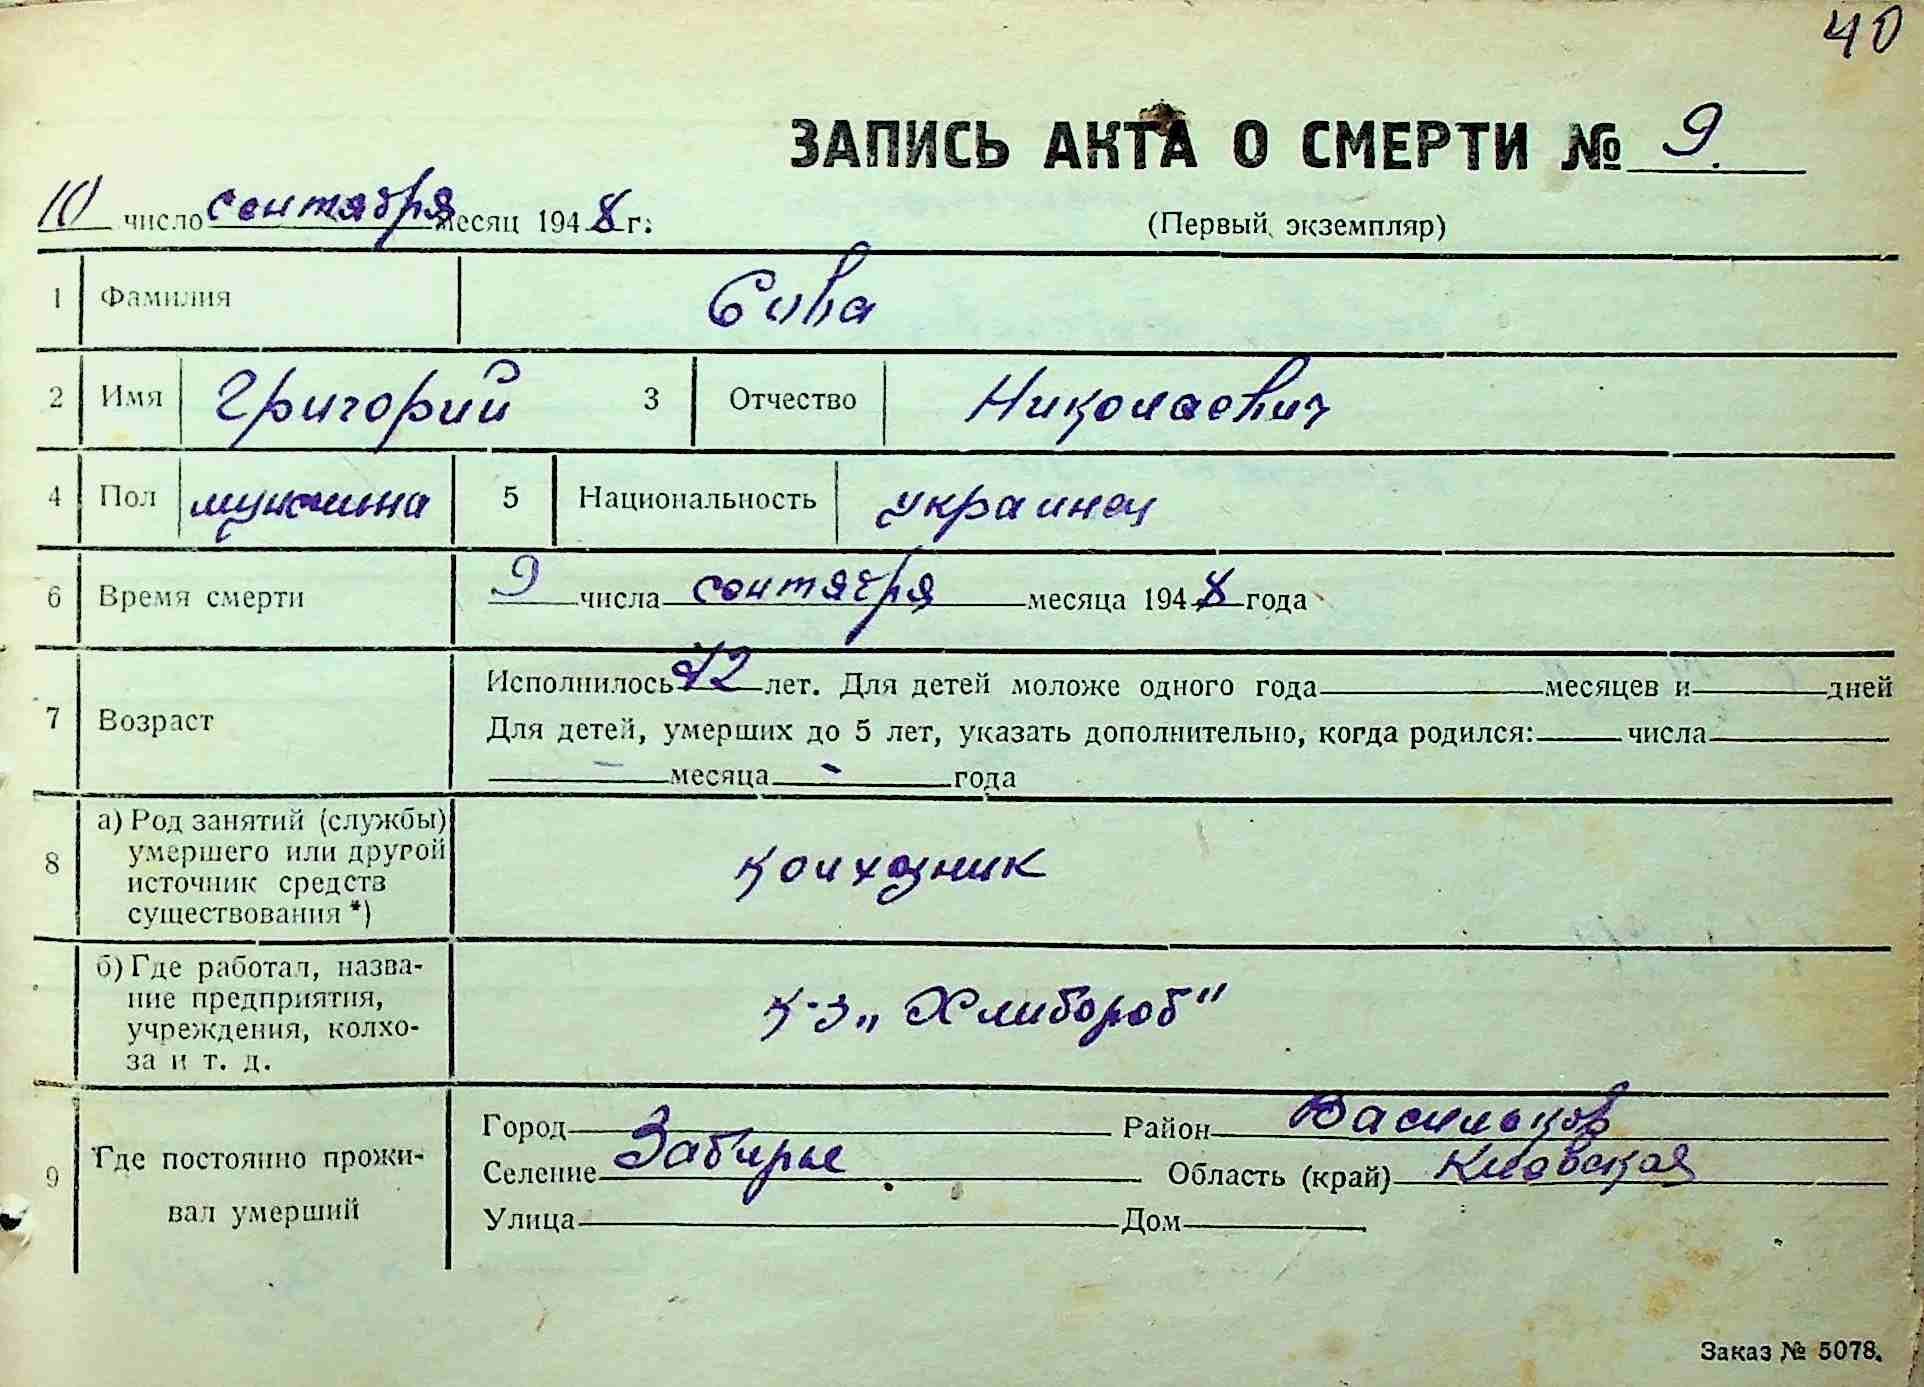 40
ЗАПИСЬ АКТА О СМЕРТИ № 9.
10 число сентября месяц 1948 г.
(Первый экземпляр)
1 Фамилия Сива
2 Имя Григорий 3 Отчество Николаевич
4 Пол мужчина 5 Национальность украинец
6 Время смерти 9 числа сентября месяца 1948 года
7 Возраст
Исполнилось лет. Для детей моложе одного года месяцев и дней
Для детей, умерших до 5 лет, указать дополнительно, когда родился: числа
— месяца - года
8 а) Род занятий (службы)
умершего или другой
источник средств
существования *)
колхозник
б) Где работал, назва-
ние предприятия,
учреждения, колхо-
за и т. д.
к-з „Хлибороб"
9 Где постоянно прожи-
вал умерший
Город Район Васильков
Селение Забирье Область (край) Киевская
Улица Дом
Заказ № 5078.